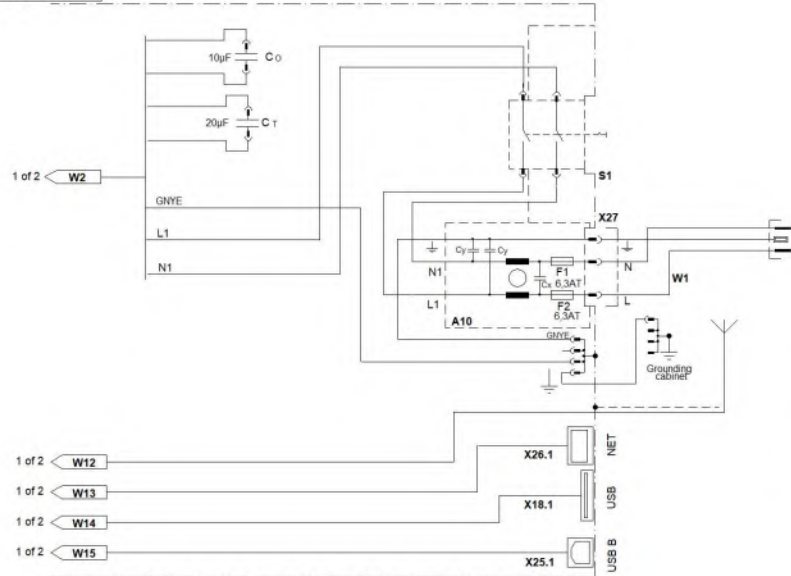 10µF C O
20µF C T
1 of 2 W2
GNYE
L1
N1
S1
X27
Cy Cy
N1 F1 N
6,3AT
Cx
W1
L1 F2 L
6,3AT
A10
GNYE
Grounding
cabinet
1 of 2 W12
X26.1 NET
1 of 2 W13
1 of 2 W14
X18.1 USB
1 of 2 W15
X25.1 USB B